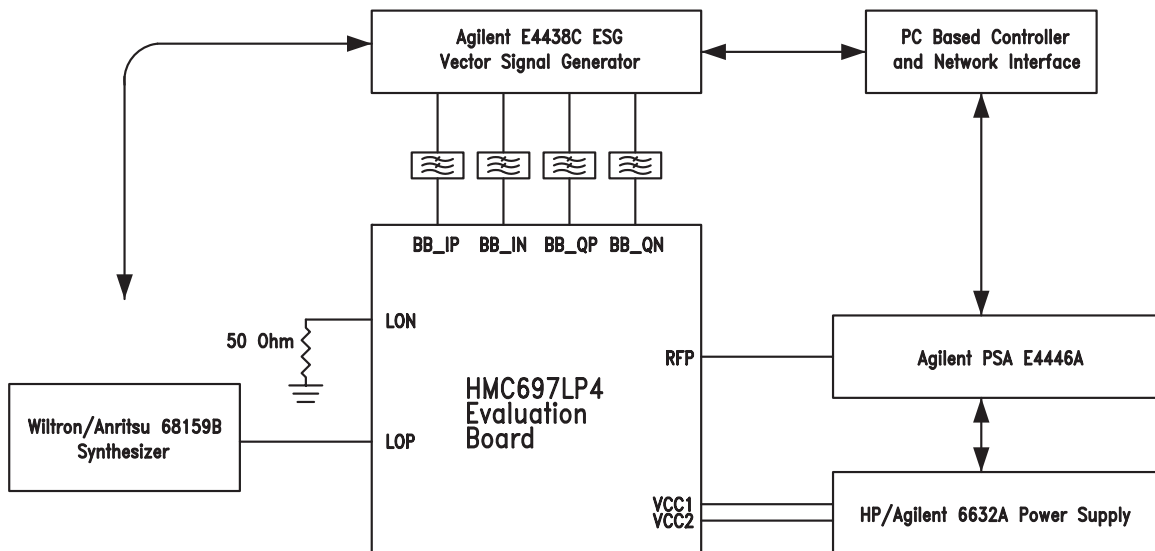 Agilent E4438C ESG
Vector Signal Generator
PC Based Controller
and Network Interface
BB_IP BB_IN BB_QP BB_QN
LON
50 Ohm
RFP
Agilent PSA E4446A
HMC697LP4
Evaluation
Board
Wiltron/Anritsu 68159B
Synthesizer
LOP
VCC1
VCC2
HP/Agilent 6632A Power Supply